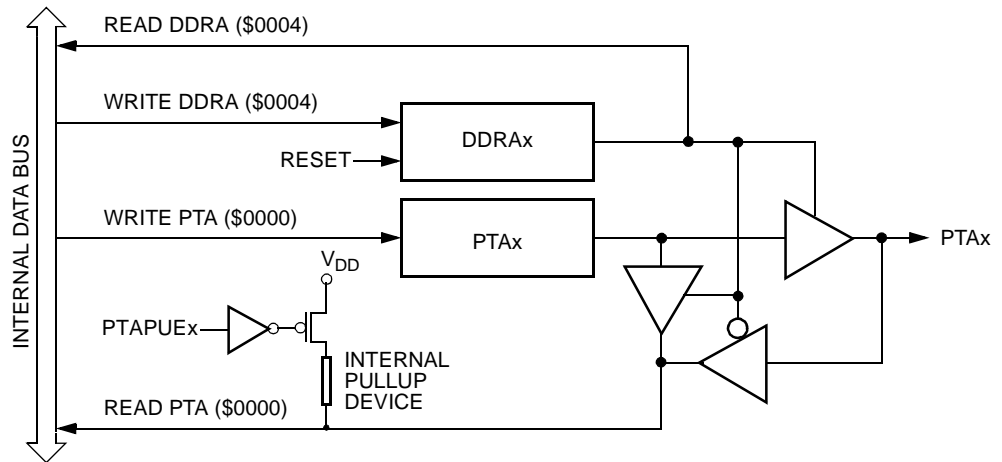 READ DDRA ($0004)
WRITE DDRA ($0004)
DDRAx
RESET
INTERNAL DATA BUS
WRITE PTA ($0000)
PTAx
PTAx
VDD
PTAPUEx
INTERNAL
PULLUP
DEVICE
READ PTA ($0000)